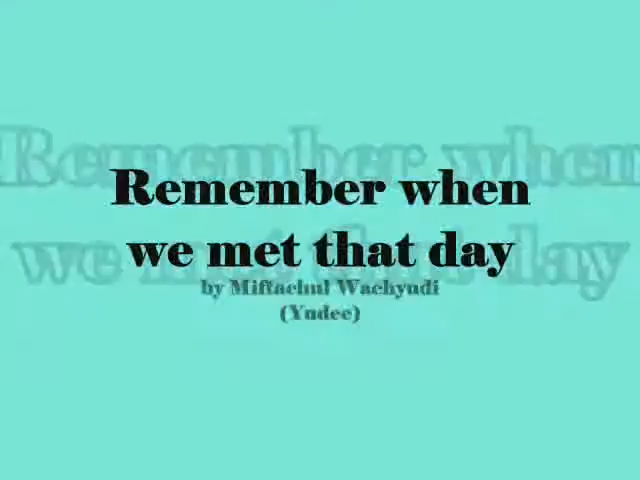 Remember when
we met that day
by Miftachul Wachyudi
(Yudee)